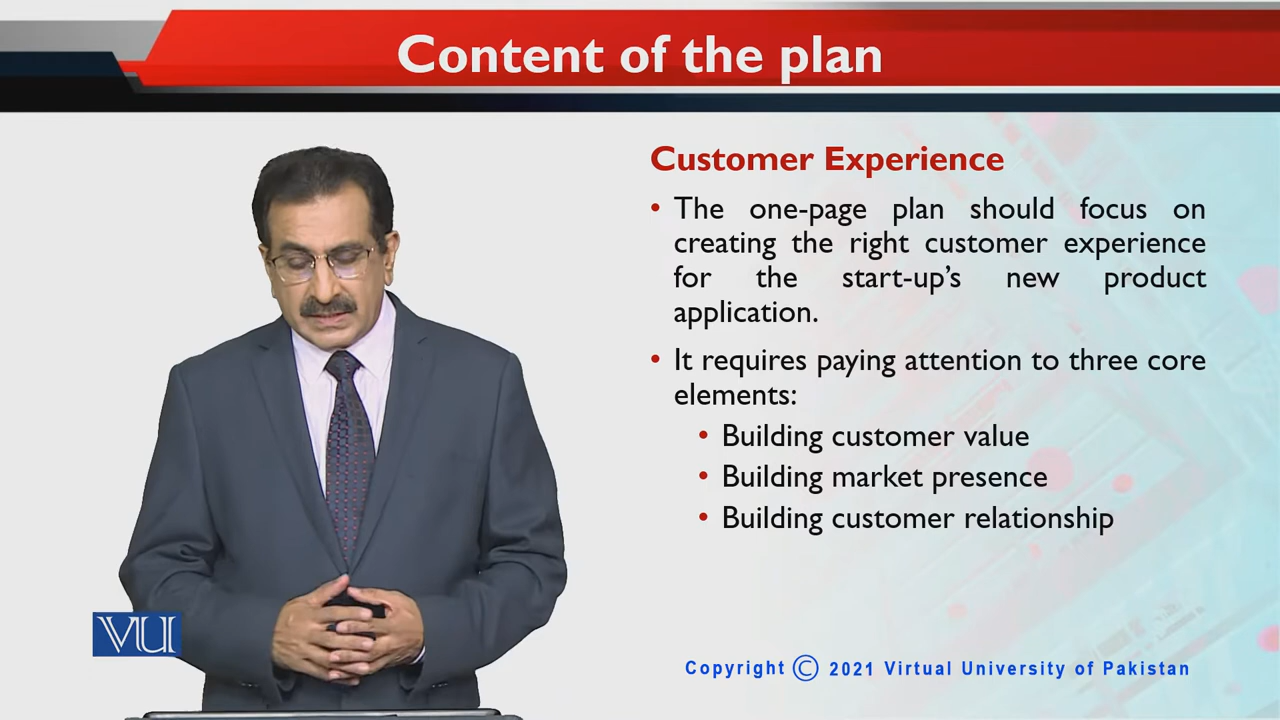 Content of the plan
Customer Experience
• The one-page plan should focus on
creating the right customer experience
for the start-up’s new product
application.
• It requires paying attention to three core
elements:
• Building customer value
• Building market presence
• Building customer relationship
VU
Copyright © 2021 Virtual University of Pakistan